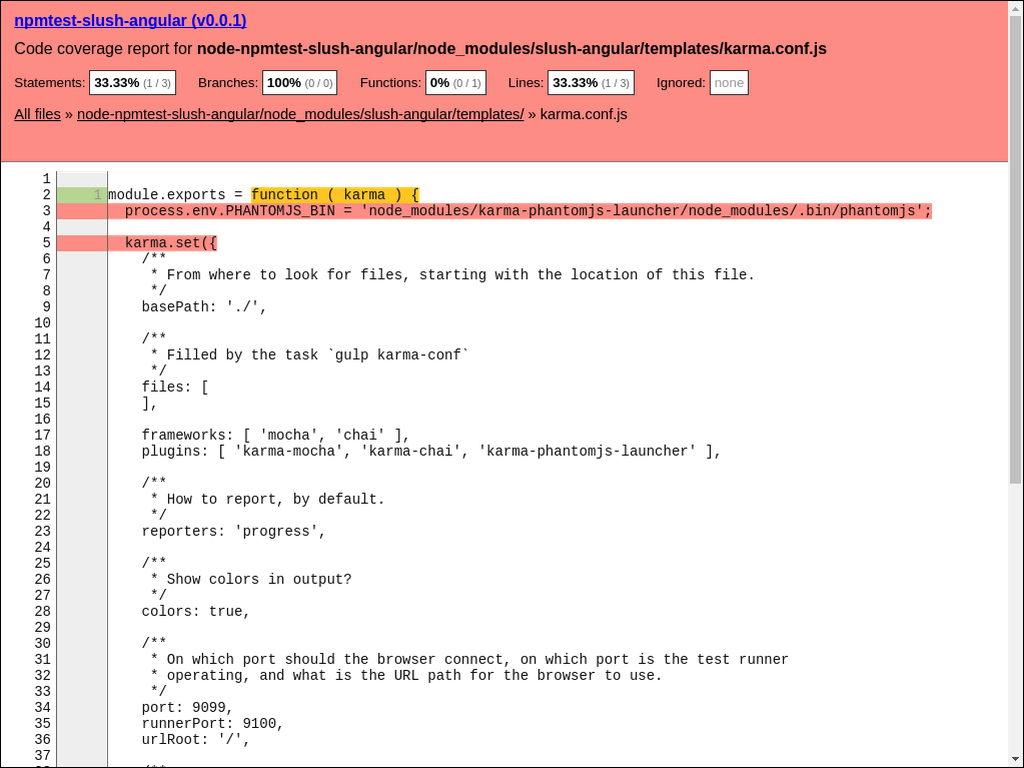 npmtest-slush-angular (v0.0.1)
Code coverage report for node-npmtest-slush-angular/node_modules/slush-angular/templates/karma.conf.js
Statements: 33.33% (1 / 3) Branches: 100% (0 / 0) Functions: 0% (0 / 1) Lines: 33.33% (1 / 3) Ignored: none
All files » node-npmtest-slush-angular/node_modules/slush-angular/templates/ » karma.conf.js
1
2 1 module.exports = function ( karma ) {
3 process.env.PHANTOMJS_BIN = 'node_modules/karma-phantomjs-launcher/node_modules/.bin/phantomjs';
4
5 karma.set({
6 /**
7 * From where to look for files, starting with the location of this file.
8 */
9 basePath: './',
10
11 /**
12 * Filled by the task `gulp karma-conf`
13 */
14 files: [
15 ],
16
17 frameworks: [ 'mocha', 'chai' ],
18 plugins: [ 'karma-mocha', 'karma-chai', 'karma-phantomjs-launcher' ],
19
20 /**
21 * How to report, by default.
22 */
23 reporters: 'progress',
24
25 /**
26 * Show colors in output?
27 */
28 colors: true,
29
30 /**
31 * On which port should the browser connect, on which port is the test runner
32 * operating, and what is the URL path for the browser to use.
33 */
34 port: 9099,
35 runnerPort: 9100,
36 urlRoot: '/',
37